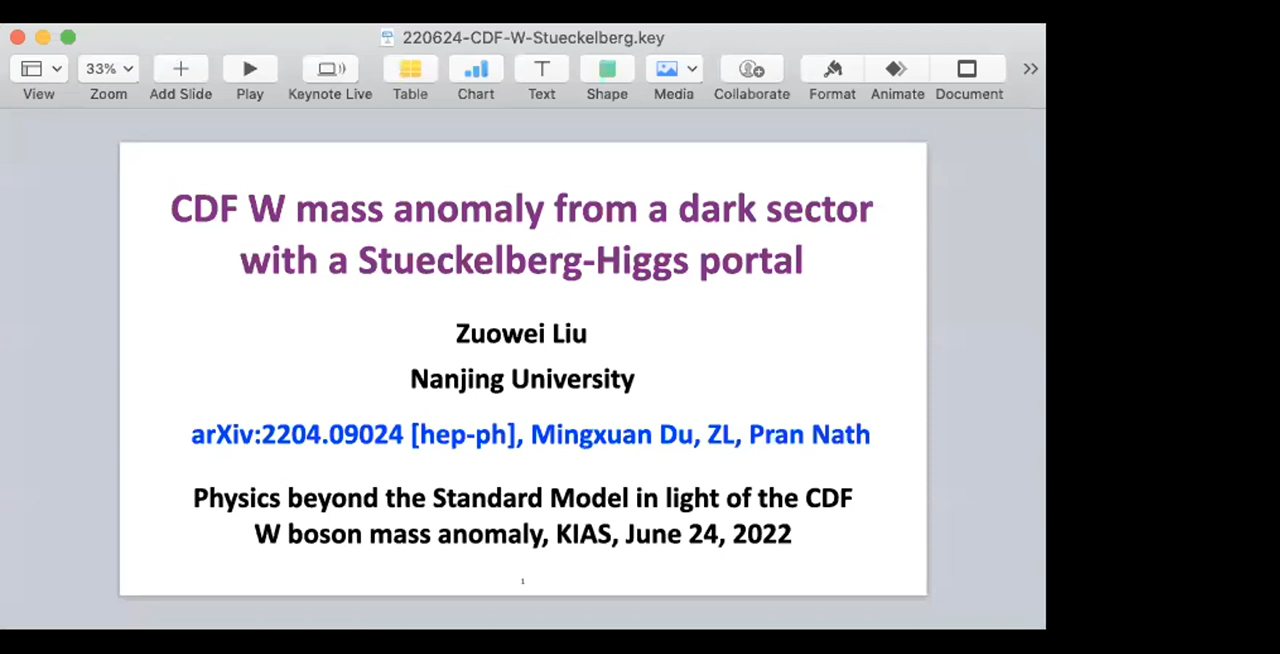 220624-CDF-W-Stueckelberg.key
33%
View Zoom Add Slide Play Keynote Live Table Chart Text Shape Media Collaborate Format Animate Document
CDF W mass anomaly from a dark sector
with a Stueckelberg-Higgs portal
Zuowei Liu
Nanjing University
arXiv:2204.09024 [hep-ph], Mingxuan Du, ZL, Pran Nath
Physics beyond the Standard Model in light of the CDF
W boson mass anomaly, KIAS, June 24, 2022
1